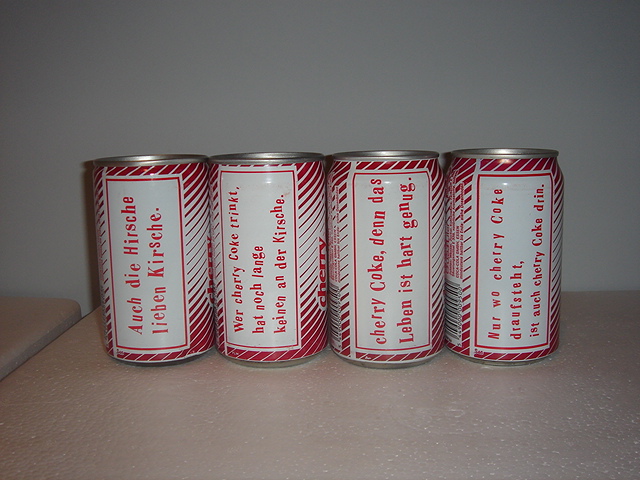 Auch die Hirsche
lieben Kirsche.
Wer cherry Coke trinkt,
hat noch lange
keinen an der Kirsche.
cherry
cherry Coke, denn das
Leben ist hart genug.
Nur wo cherry Coke
draufsteht,
ist auch cherry Coke drin.